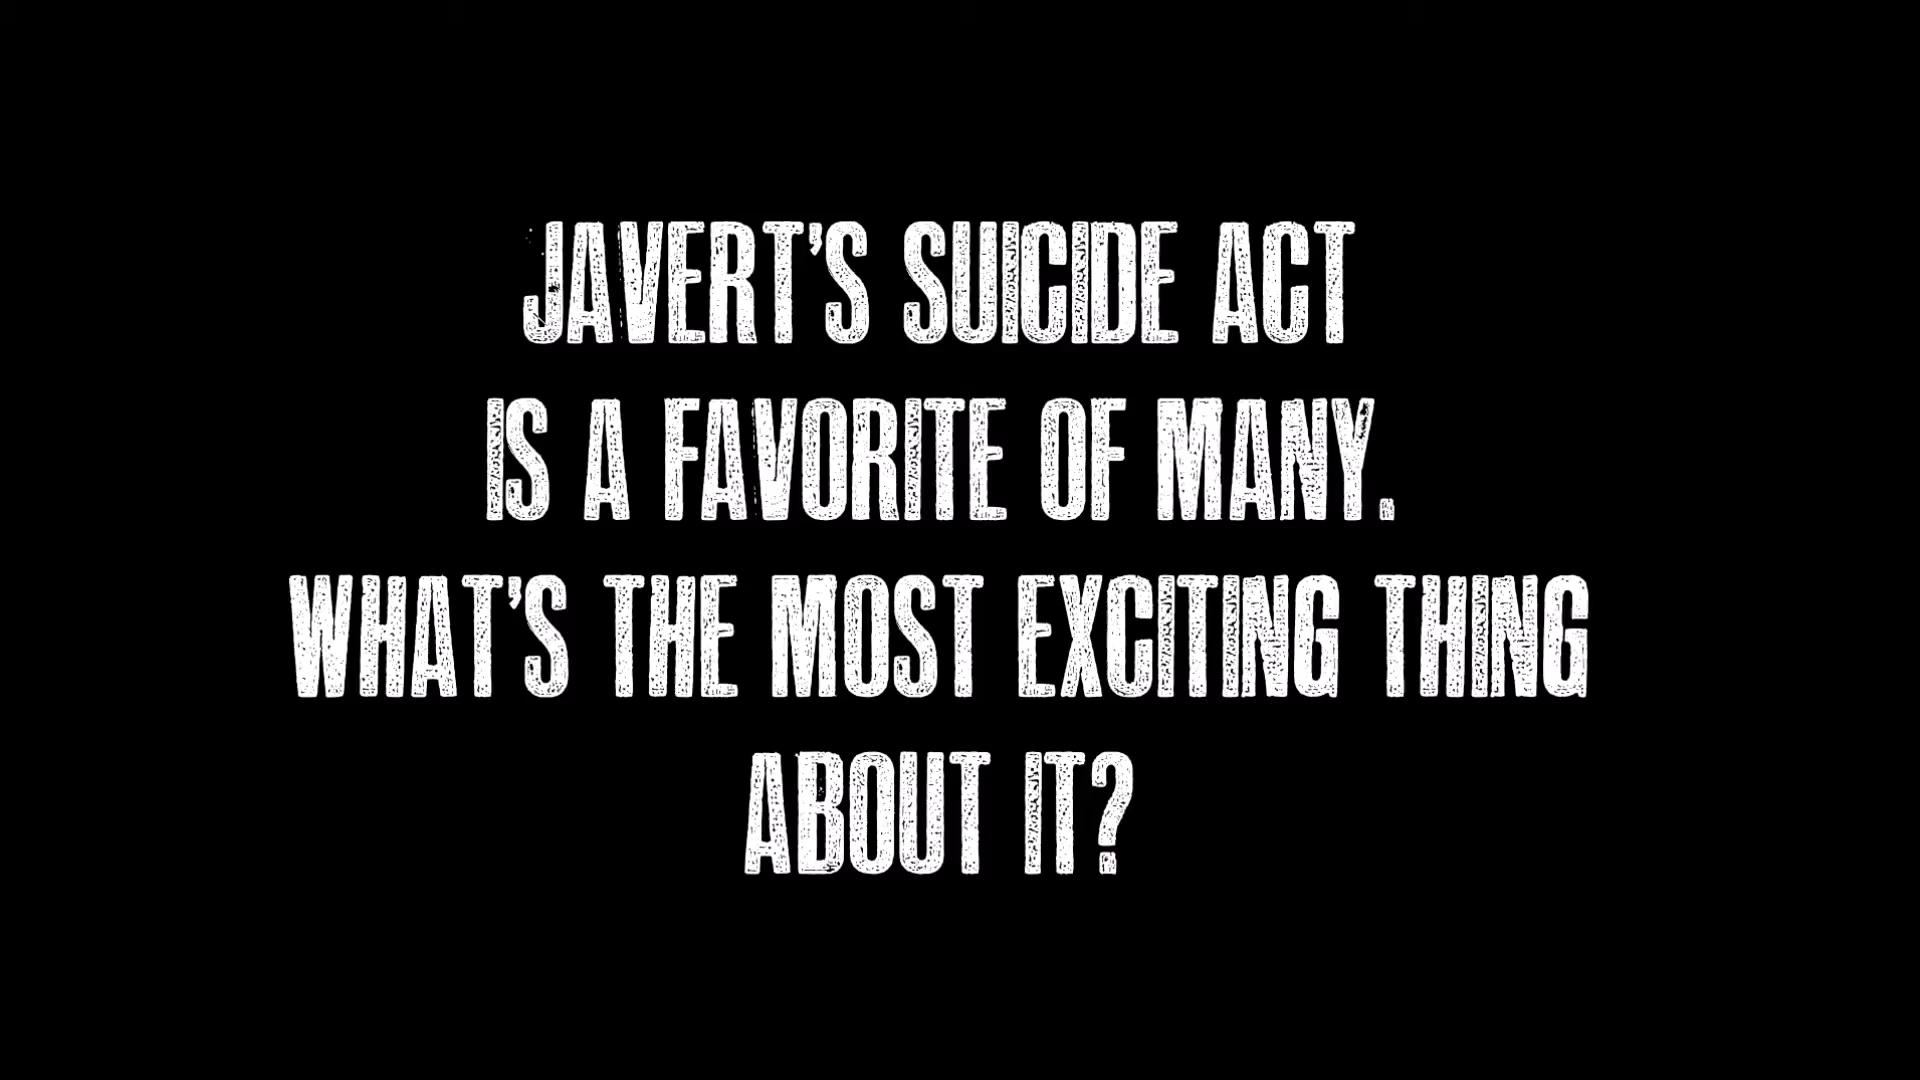 JAVERT'S SUICIDE ACT
IS A FAVORITE OF MANY.
WHAT'S THE MOST EXCITING THING
ABOUT IT?